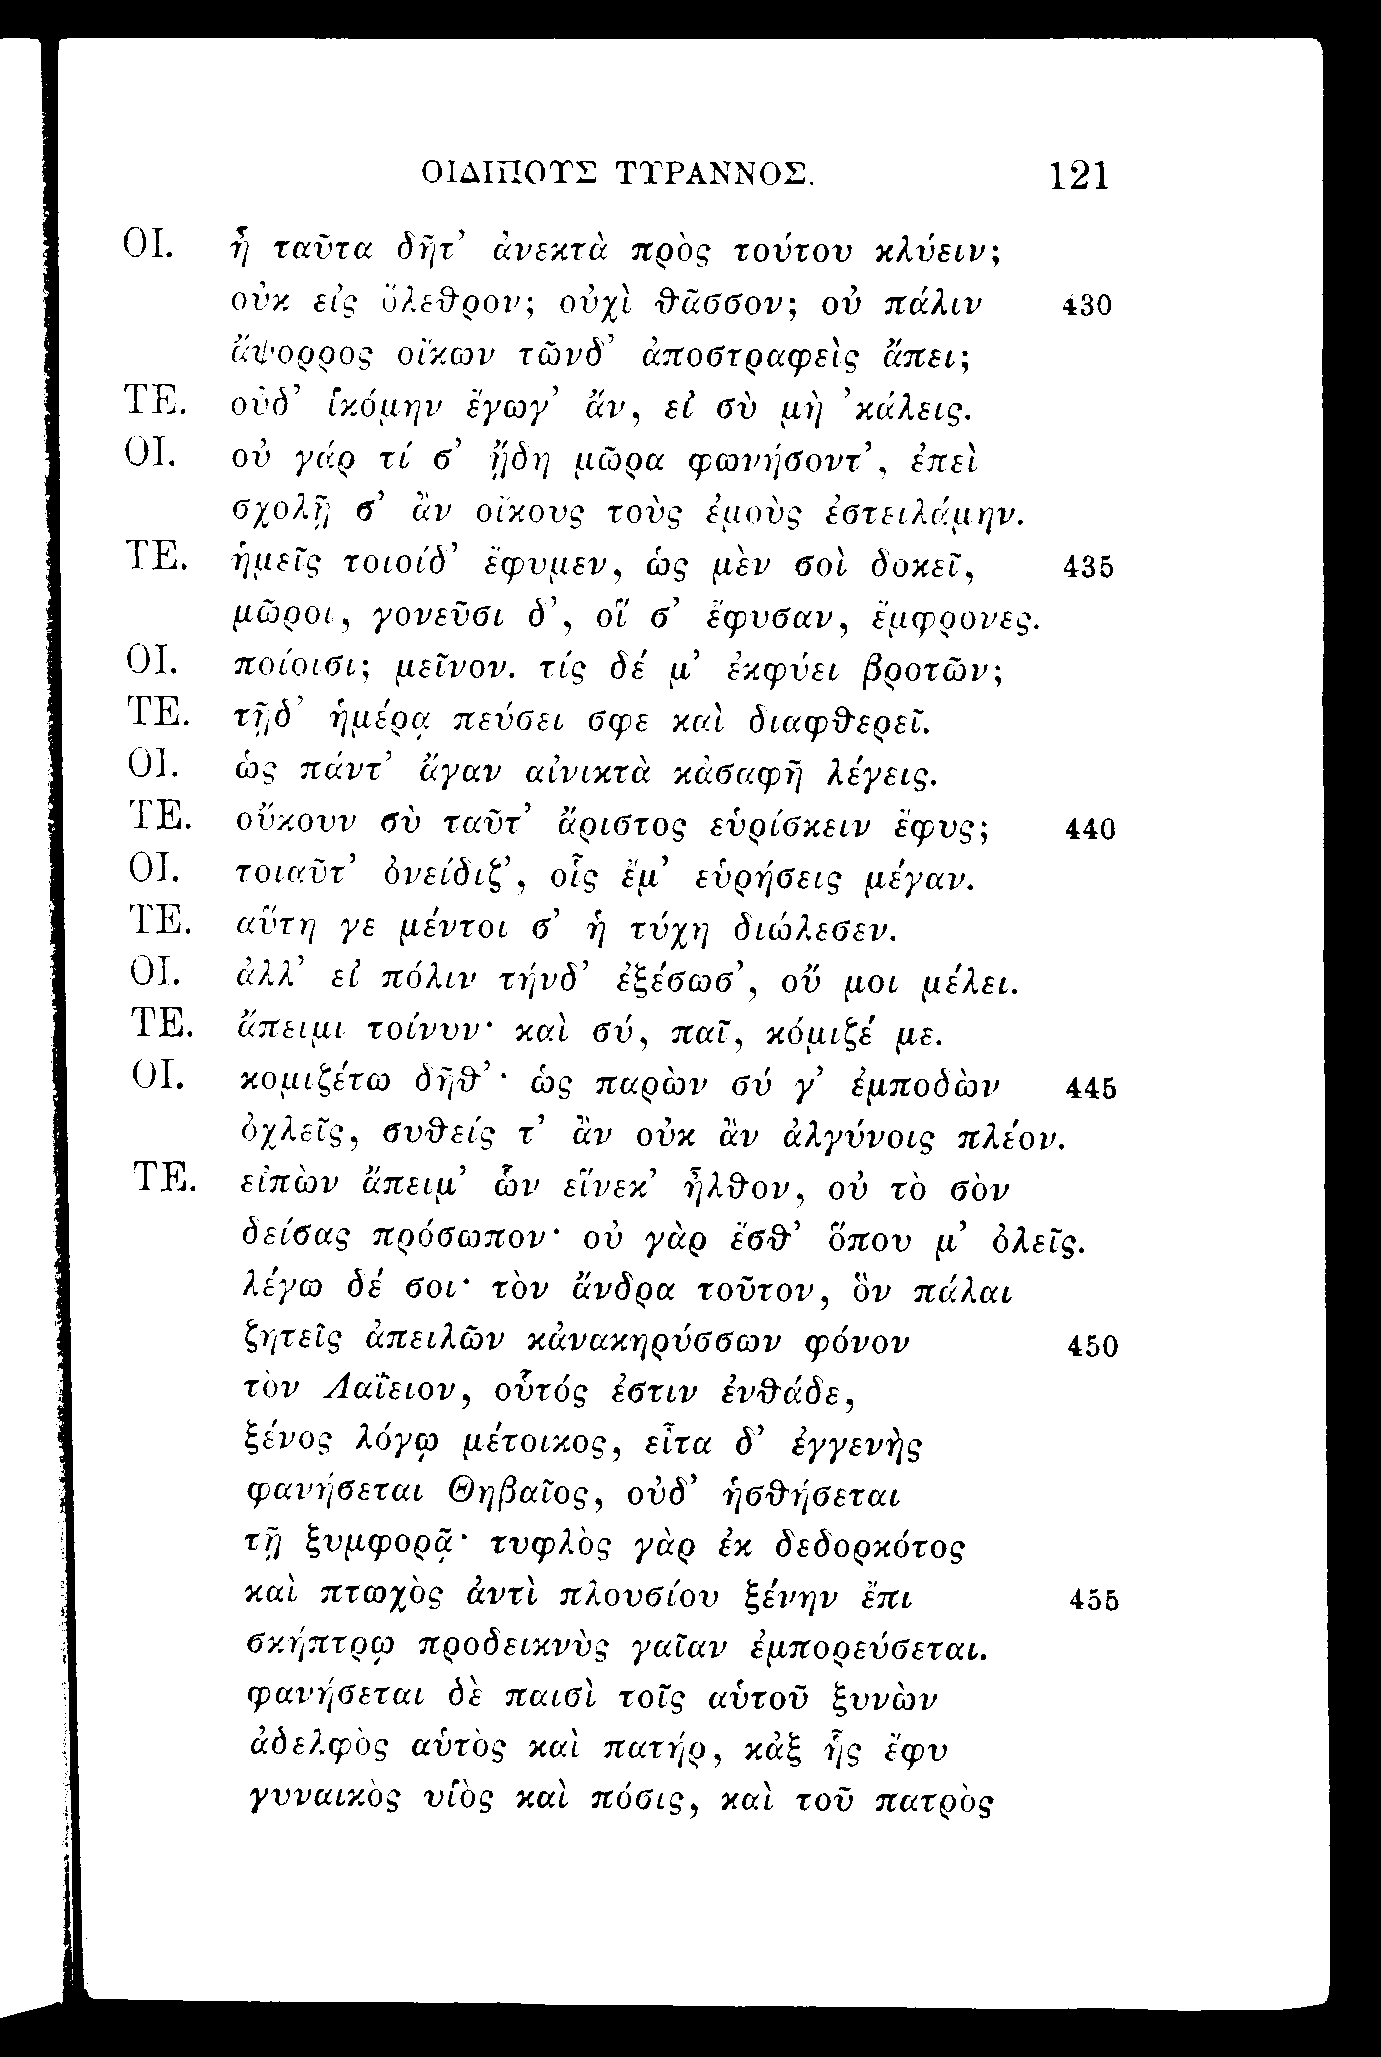 ΟΙΔΙΠΟΥΣ ΤΥΡΑΝΝΟΣ. 121
ΟΙ. ἦ ταῦτα δῆτ’ ἀνεκτὰ πρὸς τούτου κλύειν;
οὐκ εἰς ὄλεθρον; οὐχὶ θᾶσσον; οὐ πάλιν 430
ἄψορρος οἴκων τῶνδ’ ἀποστραφεὶς ἄπει;
ΤΕ. οὐδ’ ἱκόμην ἔγωγ’ ἄν, εἰ σὺ μὴ ’κάλεις.
ΟΙ. οὐ γάρ τί σ’ ᾔδη μῶρα φωνήσοντ’, ἐπεὶ
σχολῇ σ’ ἂν οἴκους τοὺς ἐμοὺς ἐστειλάμην.
ΤΕ. ἡμεῖς τοιοίδ’ ἔφυμεν, ὡς μὲν σοὶ δοκεῖ, 435
μῶροι, γονεῦσι δ’, οἵ σ’ ἔφυσαν, ἔμφρονες.
ΟΙ. ποίοισι; μεῖνον. τίς δέ μ’ ἐκφύει βροτῶν;
ΤΕ. τῇδ’ ἡμέρᾳ πεύσει σφε καὶ διαφθερεῖ.
ΟΙ. ὡς πάντ’ ἄγαν αἰνικτὰ κἀσαφῆ λέγεις.
ΤΕ. οὔκουν σὺ ταῦτ’ ἄριστος εὑρίσκειν ἔφυς; 440
ΟΙ. τοιαῦτ’ ὀνείδιζ’, οἷς ἔμ’ εὑρήσεις μέγαν.
ΤΕ. αὕτη γε μέντοι σ’ ἡ τύχη διώλεσεν.
ΟΙ. ἀλλ’ εἰ πόλιν τήνδ’ ἐξέσωσ’, οὔ μοι μέλει.
ΤΕ. ἄπειμι τοίνυν· καὶ σύ, παῖ, κόμιζέ με.
ΟΙ. κομιζέτω δῆθ’· ὡς παρὼν σύ γ’ ἐμποδὼν 445
ὀχλεῖς, συθείς τ’ ἂν οὐκ ἂν ἀλγύνοις πλέον.
ΤΕ. εἰπὼν ἄπειμ’ ὧν εἵνεκ’ ἦλθον, οὐ τὸ σὸν
δείσας πρόσωπον· οὐ γὰρ ἔσθ’ ὅπου μ’ ὀλεῖς.
λέγω δέ σοι· τὸν ἄνδρα τοῦτον, ὃν πάλαι
ζητεῖς ἀπειλῶν κἀνακηρύσσων φόνον 450
τὸν Λαΐειον, οὗτός ἐστιν ἐνθάδε,
ξένος λόγῳ μέτοικος, εἶτα δ’ ἐγγενὴς
φανήσεται Θηβαῖος, οὐδ’ ἡσθήσεται
τῇ ξυμφορᾷ· τυφλὸς γὰρ ἐκ δεδορκότος
καὶ πτωχὸς ἀντὶ πλουσίου ξένην ἔπι 455
σκήπτρῳ προδεικνὺς γαῖαν ἐμπορεύσεται.
φανήσεται δὲ παισὶ τοῖς αὑτοῦ ξυνὼν
ἀδελφὸς αὑτὸς καὶ πατήρ, κἀξ ἧς ἔφυ
γυναικὸς υἱὸς καὶ πόσις, καὶ τοῦ πατρὸς